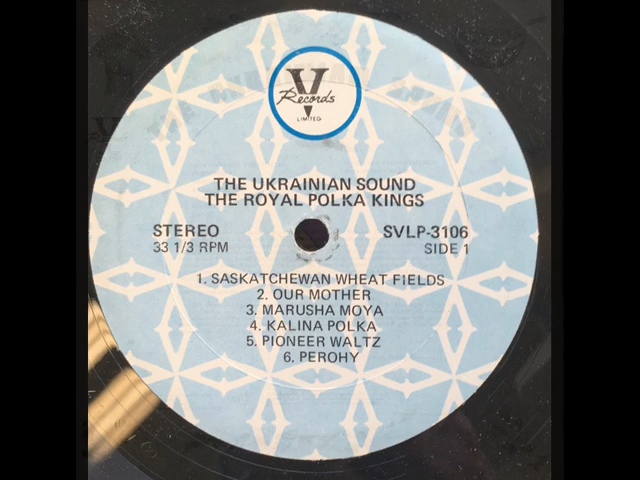 V
Records
LIMITED
THE UKRAINIAN SOUND
THE ROYAL POLKA KINGS
STEREO
33 1/3 RPM
SVLP-3106
SIDE 1
1. SASKATCHEWAN WHEAT FIELDS
2. OUR MOTHER
3. MARUSHA MOYA
4. KALINA POLKA
5. PIONEER WALTZ
6. PEROHY